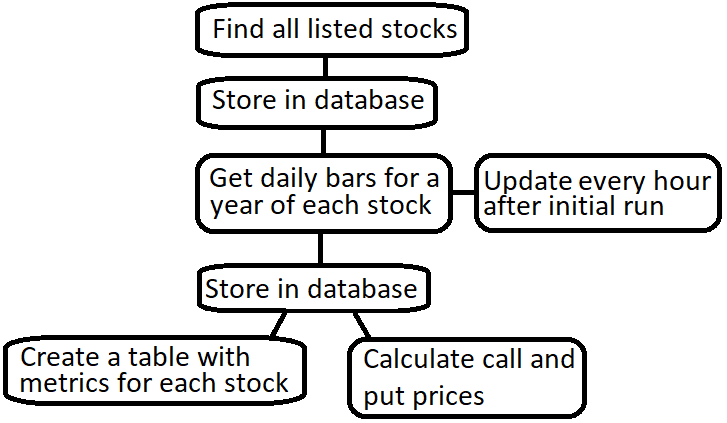 Find all listed stocks
Store in database
Get daily bars for a
year of each stock
Update every hour
after initial run
Store in database
Create a table with
metrics for each stock
Calculate call and
put prices